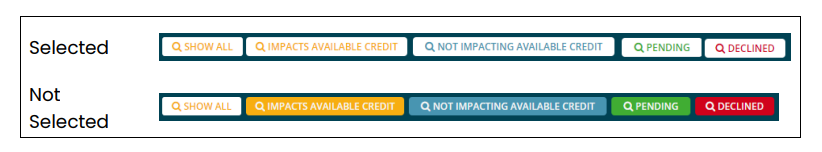 Selected
SHOW ALL IMPACTS AVAILABLE CREDIT NOT IMPACTING AVAILABLE CREDIT PENDING DECLINED
Not
Selected
SHOW ALL IMPACTS AVAILABLE CREDIT NOT IMPACTING AVAILABLE CREDIT PENDING DECLINED